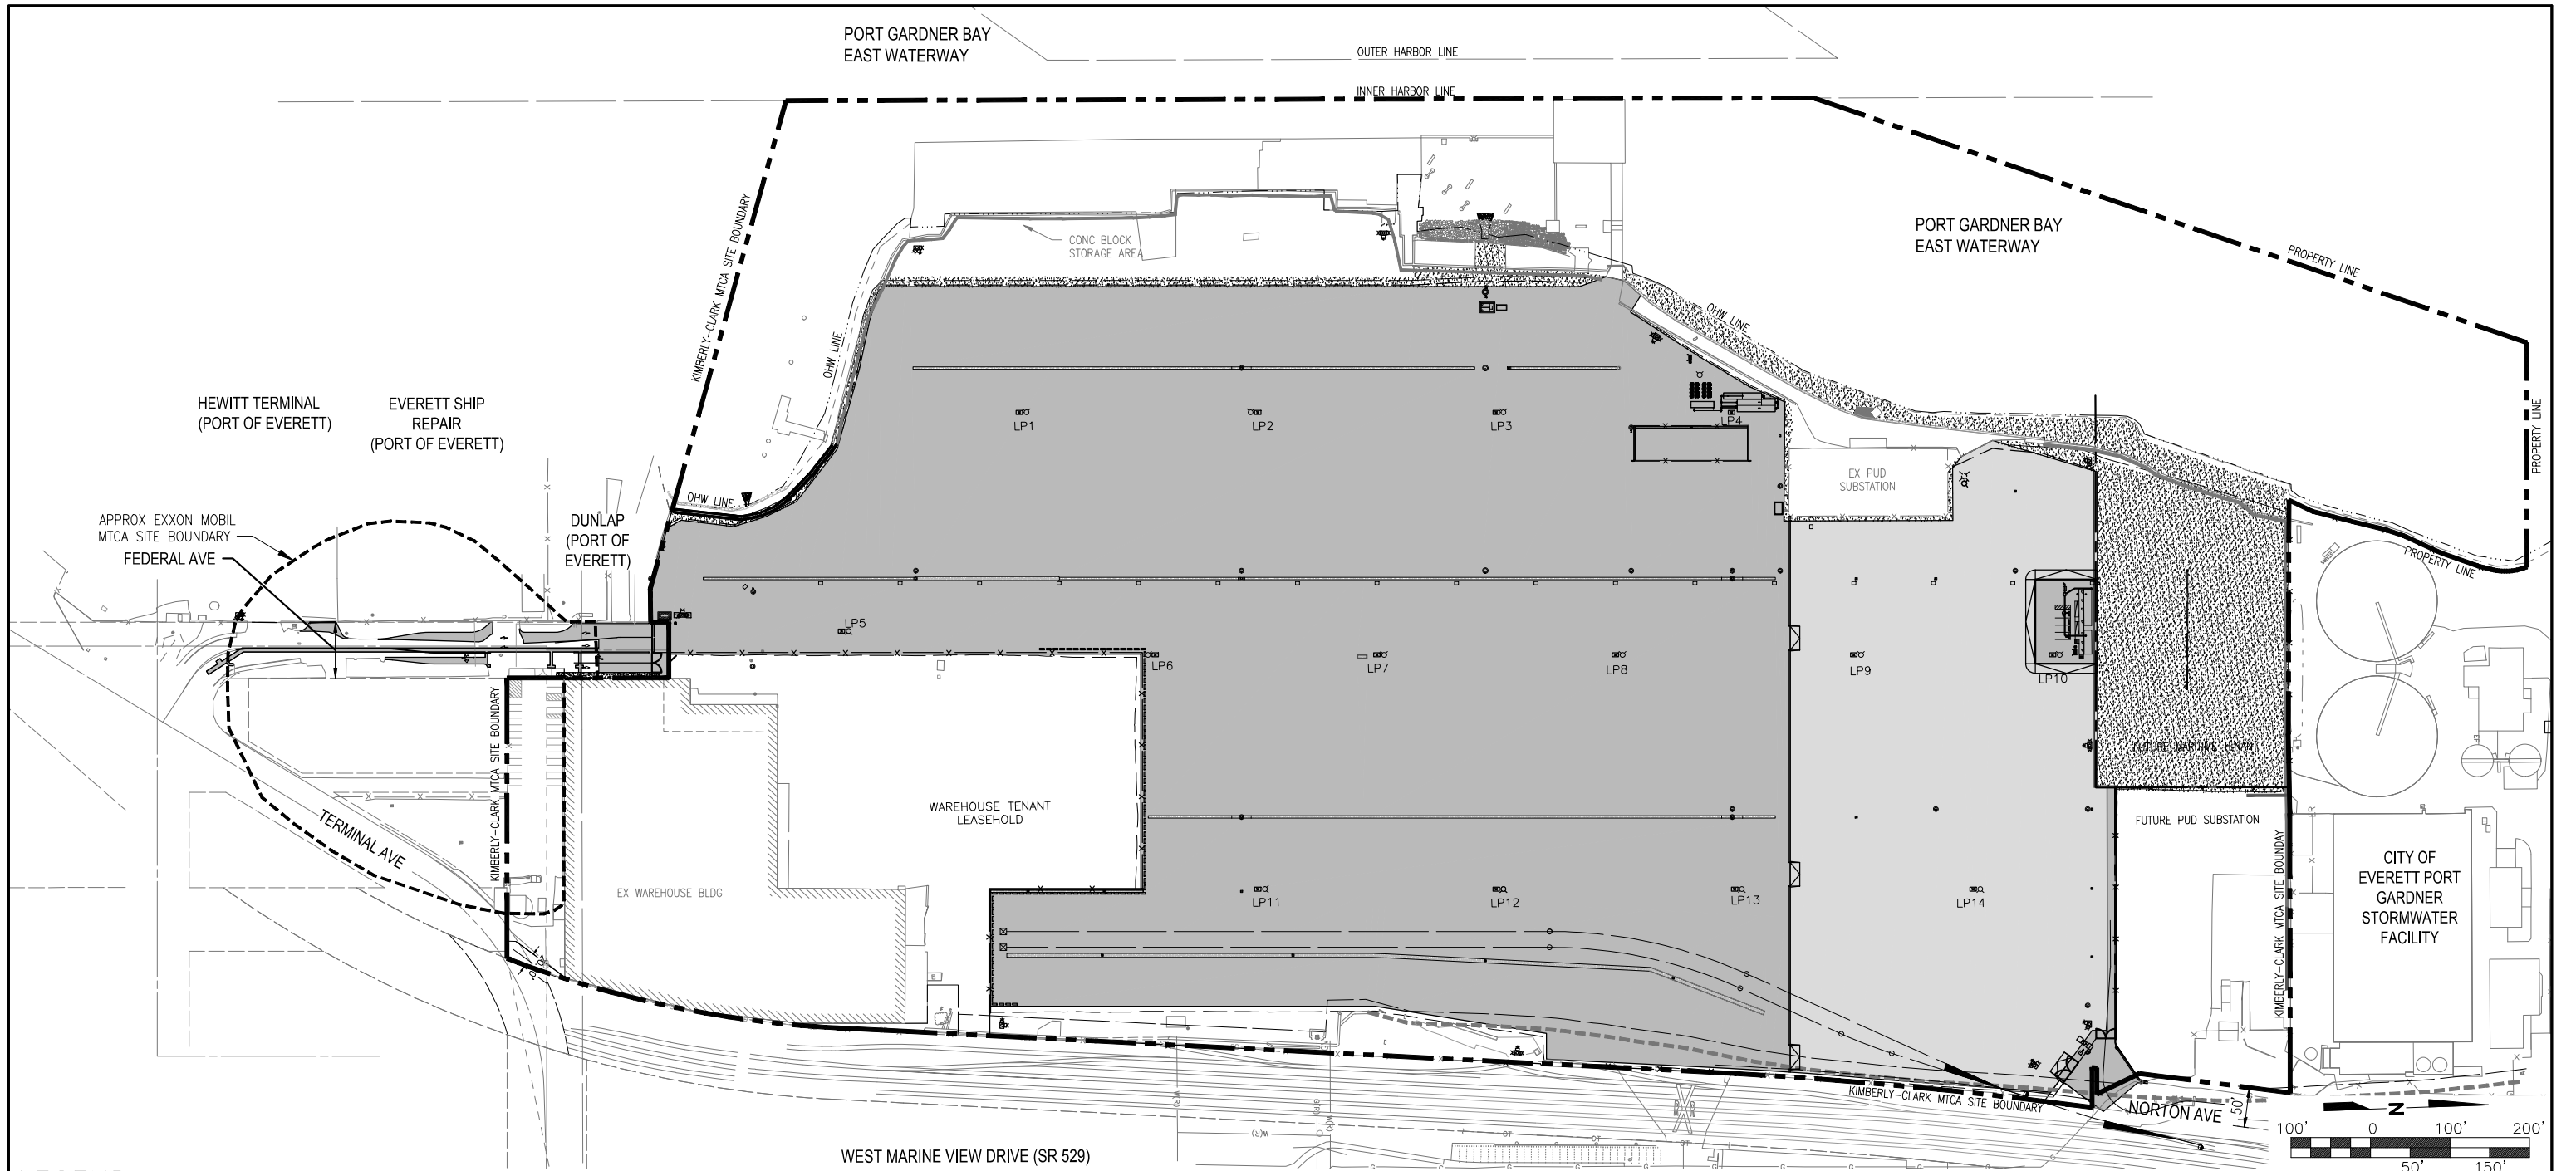 PORT GARDNER BAY
EAST WATERWAY
OUTER HARBOR LINE
INNER HARBOR LINE
KIMBERLY-CLARK MTCA SITE BOUNDARY
CONC BLOCK
STORAGE AREA
PORT GARDNER BAY
EAST WATERWAY
PROPERTY LINE
OHW LINE
OHW LINE
OHW LINE
PROPERTY LINE
PROPERTY LINE
HEWITT TERMINAL
(PORT OF EVERETT)
EVERETT SHIP
REPAIR
(PORT OF EVERETT)
LP1
LP2
LP3
LP4
EX PUD
SUBSTATION
APPROX EXXON MOBIL
MTCA SITE BOUNDARY
FEDERAL AVE
DUNLAP
(PORT OF
EVERETT)
LP5
LP6
LP7
LP8
LP9
LP10
FUTURE MARITIME TENANT
KIMBERLY-CLARK MTCA SITE BOUNDARY
TERMINAL AVE
WAREHOUSE TENANT
LEASEHOLD
EX WAREHOUSE BLDG
FUTURE PUD SUBSTATION
KIMBERLY-CLARK MTCA SITE BOUNDARY
CITY OF
EVERETT PORT
GARDNER
STORMWATER
FACILITY
LP11
LP12
LP13
LP14
KIMBERLY-CLARK MTCA SITE BOUNDARY
NORTON AVE
50'
N
100'
0
100'
200'
50'
150'
W(R)
G(R)
W(R)
W(R)
WEST MARINE VIEW DRIVE (SR 529)